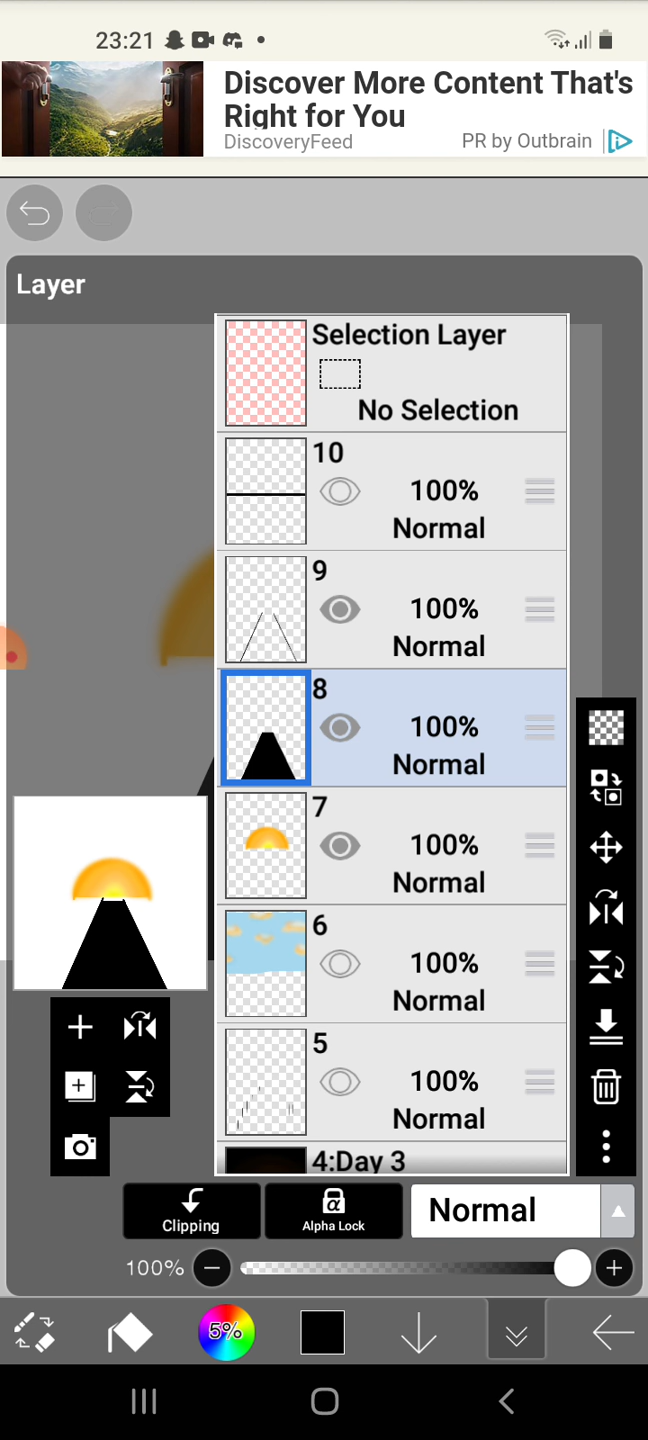 23:21
Discover More Content That's
Right for You
DiscoveryFeed
PR by Outbrain
Layer
Selection Layer
No Selection
10
100%
Normal
9
100%
Normal
8
100%
Normal
7
100%
Normal
6
100%
Normal
5
100%
Normal
4:Day 3
Clipping
α
Alpha Lock
Normal
100%
5%